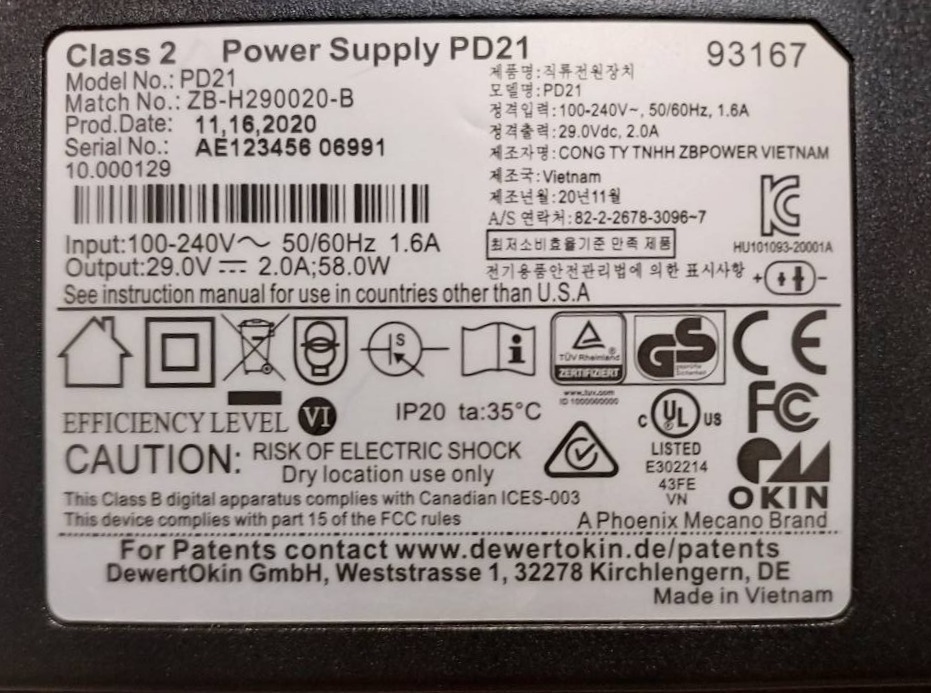 Class 2 Power Supply PD21
93167
Model No.: PD21
Match No.: ZB-H290020-B
Prod.Date: 11,16,2020
Serial No.: AE123456 06991
10.000129
Input:100-240V~ 50/60Hz 1.6A
Output:29.0V⎓ 2.0A;58.0W
See instruction manual for use in countries other than U.S.A
제품명:직류전원장치
모델명:PD21
정격입력:100-240V~, 50/60Hz, 1.6A
정격출력:29.0Vdc, 2.0A
제조자명:CONG TY TNHH ZBPOWER VIETNAM
제조국:Vietnam
제조년월:20년11월
A/S 연락처:82-2-2678-3096~7
최저소비효율기준 만족 제품
전기용품안전관리법에 의한 표시사항
HU101093-20001A
+ -
S
i
TÜV Rheinland
ZERTIFIZIERT
www.tuv.com
ID 1000000000
GS
geprüfte
Sicherheit
CE
EFFICIENCY LEVEL VI
IP20 ta:35°C
C UL US
LISTED
E302214
43FE
VN
FC
OKIN
A Phoenix Mecano Brand
CAUTION: RISK OF ELECTRIC SHOCK
Dry location use only
This Class B digital apparatus complies with Canadian ICES-003
This device complies with part 15 of the FCC rules
For Patents contact www.dewertokin.de/patents
DewertOkin GmbH, Weststrasse 1, 32278 Kirchlengern, DE
Made in Vietnam